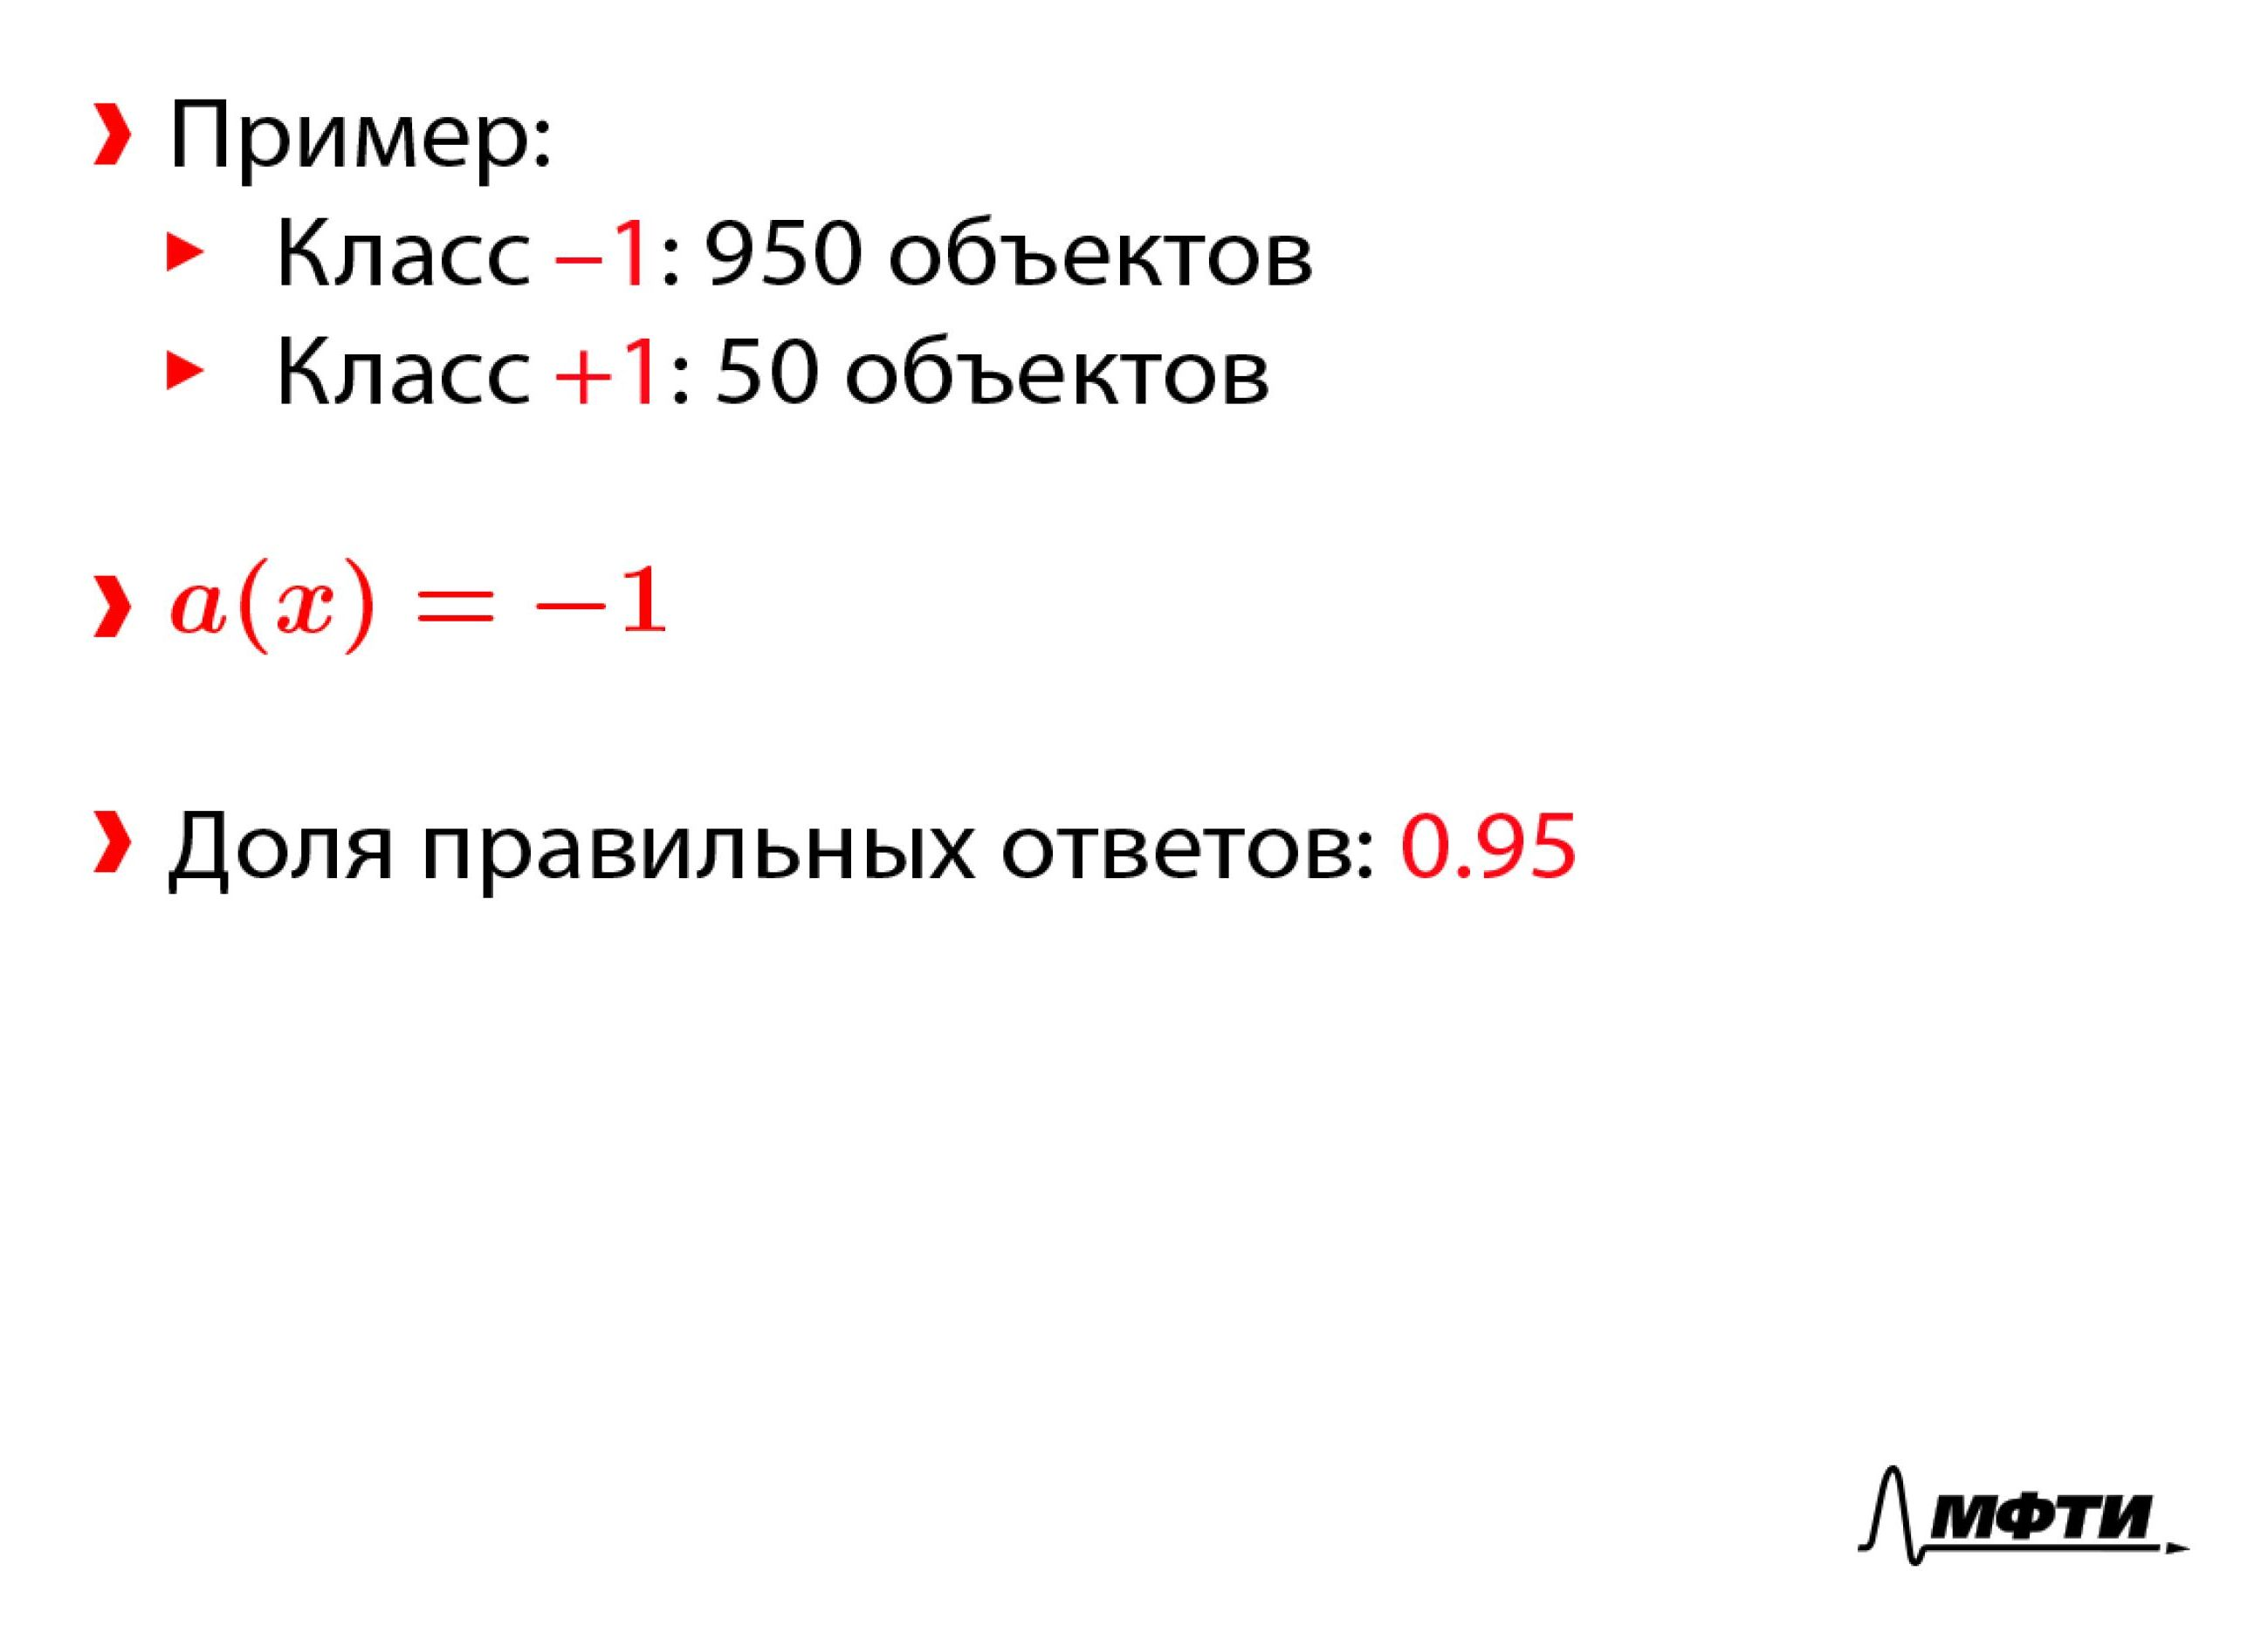 Пример:
Класс −1: 950 объектов
Класс +1: 50 объектов
a(x) = −1
Доля правильных ответов: 0.95
МФТИ